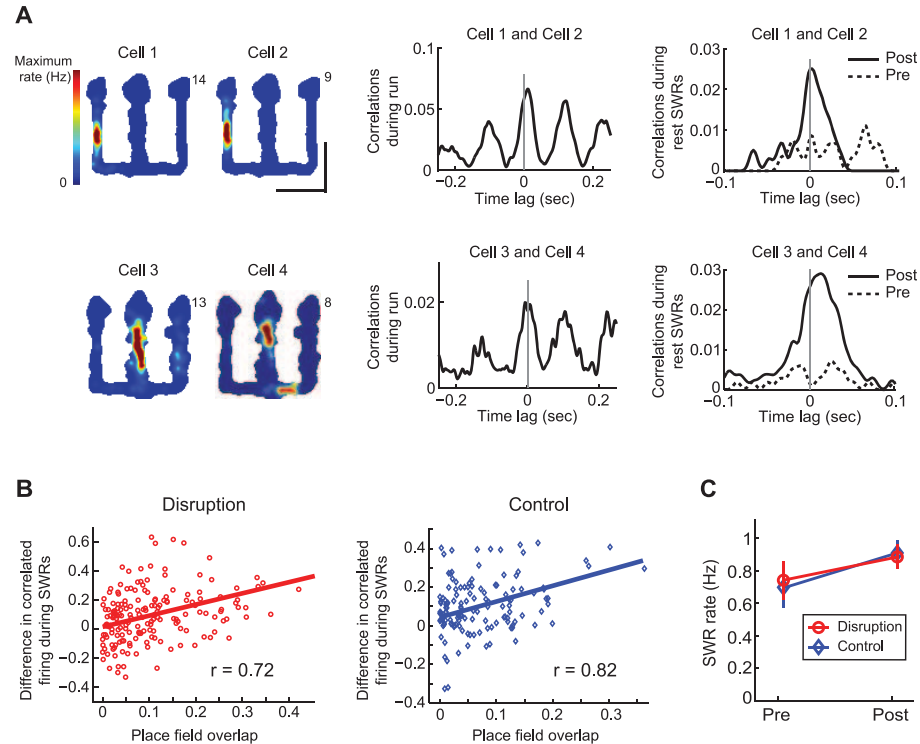 A
Maximum
rate (Hz)
0
Cell 1
14
Cell 2
9
Cell 1 and Cell 2
Correlations
during run
0.1
0.05
0
−0.2
0
0.2
Time lag (sec)
Cell 1 and Cell 2
Correlations during
rest SWRs
0.03
0.02
0.01
0
−0.1
0
0.1
Time lag (sec)
Post
Pre
Cell 3
13
Cell 4
8
Cell 3 and Cell 4
Correlations
during run
0.02
0
−0.2
0
0.2
Time lag (sec)
Cell 3 and Cell 4
Correlations during
rest SWRs
0.03
0.02
0.01
0
−0.1
0
0.1
Time lag (sec)
Post
Pre
B
Disruption
Difference in correlated
firing during SWRs
0.6
0.4
0.2
0
−0.2
−0.4
0
0.1
0.2
0.3
0.4
r = 0.72
Place field overlap
Control
Difference in correlated
firing during SWRs
0.4
0.2
0
−0.2
−0.4
0
0.1
0.2
0.3
r = 0.82
Place field overlap
C
SWR rate (Hz)
1
0.8
0.6
0.4
0.2
0
Disruption
Control
Pre
Post